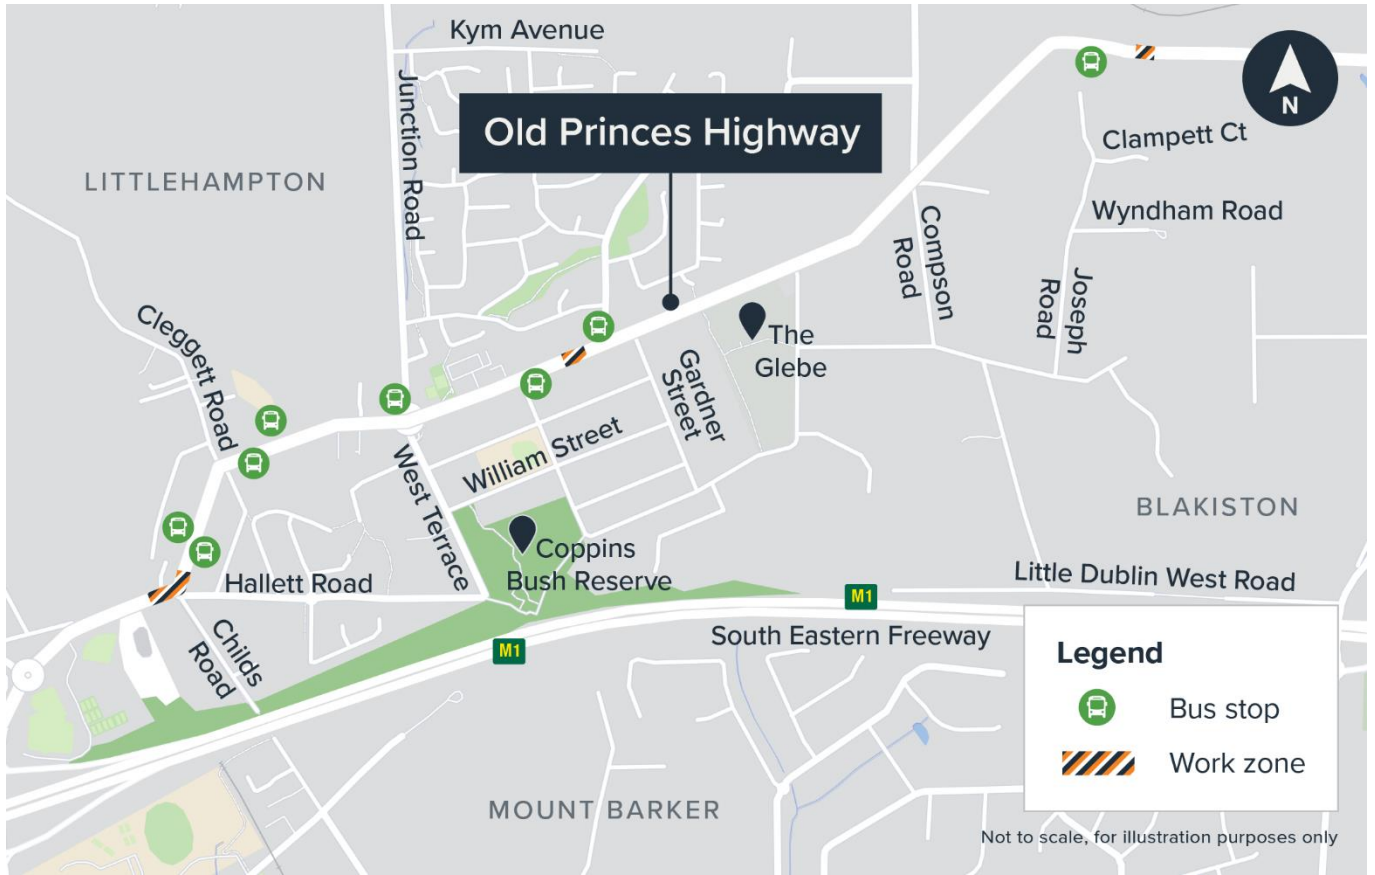 Kym Avenue
Junction Road
Old Princes Highway
N
Clampett Ct
LITTLEHAMPTON
Wyndham Road
Compson
Road
Joseph
Road
Cleggett Road
The
Glebe
Gardner
Street
William Street
West Terrace
BLAKISTON
Coppins
Bush Reserve
Hallett Road
Little Dublin West Road
M1
South Eastern Freeway
M1
Childs
Road
Legend
Bus stop
Work zone
MOUNT BARKER
Not to scale, for illustration purposes only